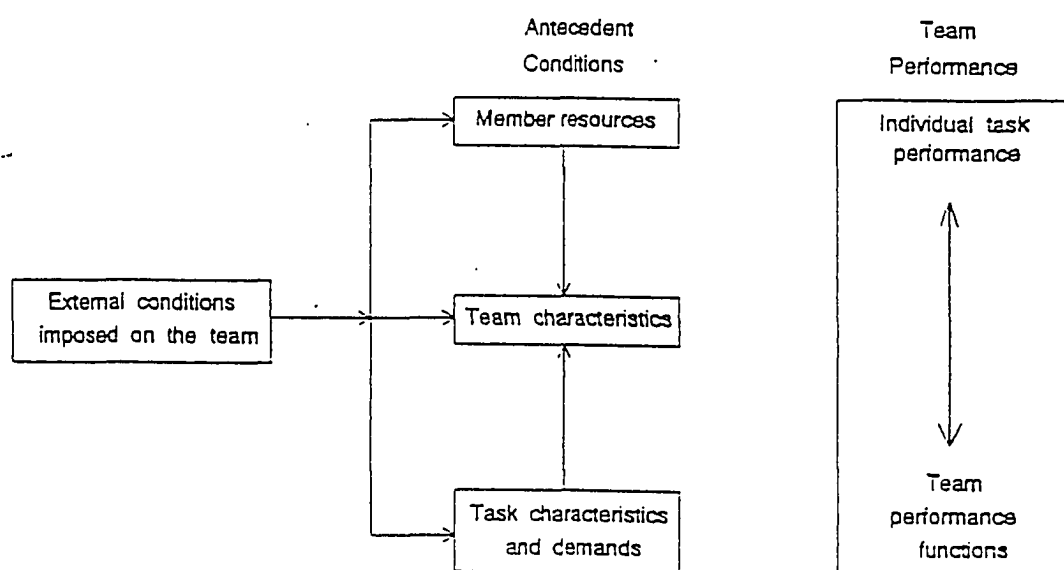 Antecedent
Conditions
Team
Performance
Member resources
Individual task
performance
External conditions
imposed on the team
Team characteristics
Task characteristics
and demands
Team
performance
functions